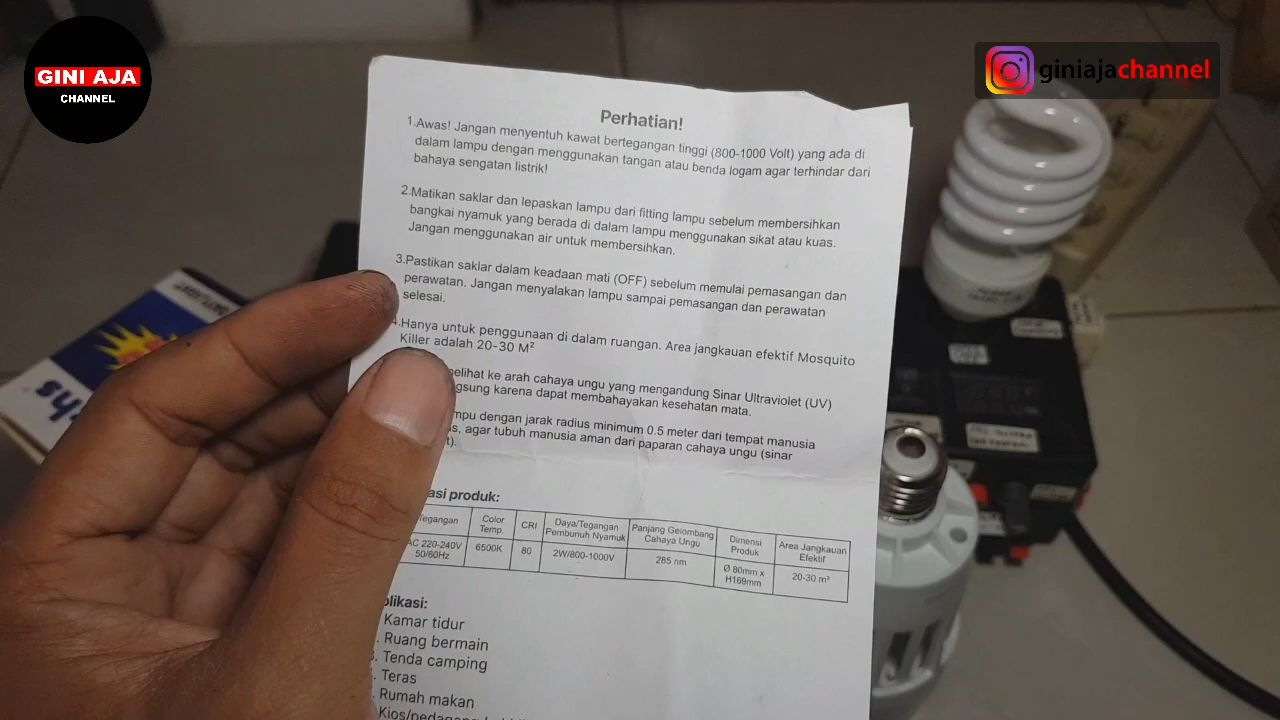 GINI AJA
CHANNEL
giniajachannel
Perhatian!
1.Awas! Jangan menyentuh kawat bertegangan tinggi (800-1000 Volt) yang ada di
dalam lampu dengan menggunakan tangan atau benda logam agar terhindar dari
bahaya sengatan listrik!
2.Matikan saklar dan lepaskan lampu dari fitting lampu sebelum membersihkan
bangkai nyamuk yang berada di dalam lampu menggunakan sikat atau kuas.
Jangan menggunakan air untuk membersihkan.
3.Pastikan saklar dalam keadaan mati (OFF) sebelum memulai pemasangan dan
perawatan. Jangan menyalakan lampu sampai pemasangan dan perawatan
selesai.
4.Hanya untuk penggunaan di dalam ruangan. Area jangkauan efektif Mosquito
Killer adalah 20-30 M²
ke arah cahaya ungu yang mengandung Sinar Ultraviolet (UV)
karena dapat membahayakan kesehatan mata.
dengan jarak radius minimum 0.5 meter dari tempat manusia
agar tubuh manusia aman dari paparan cahaya ungu (sinar
produk:
Tegangan
Color Temp.
CRI
Daya/Tegangan Pembunuh Nyamuk
Panjang Gelombang Cahaya Ungu
Dimensi Produk
Area Jangkauan Efektif
AC 220-240V 50/60Hz
6500K
80
2W/800-1000V
285 nm
Ø 80mm x H169mm
20-30 m²
Kamar tidur
Ruang bermain
Tenda camping
Teras
Rumah makan